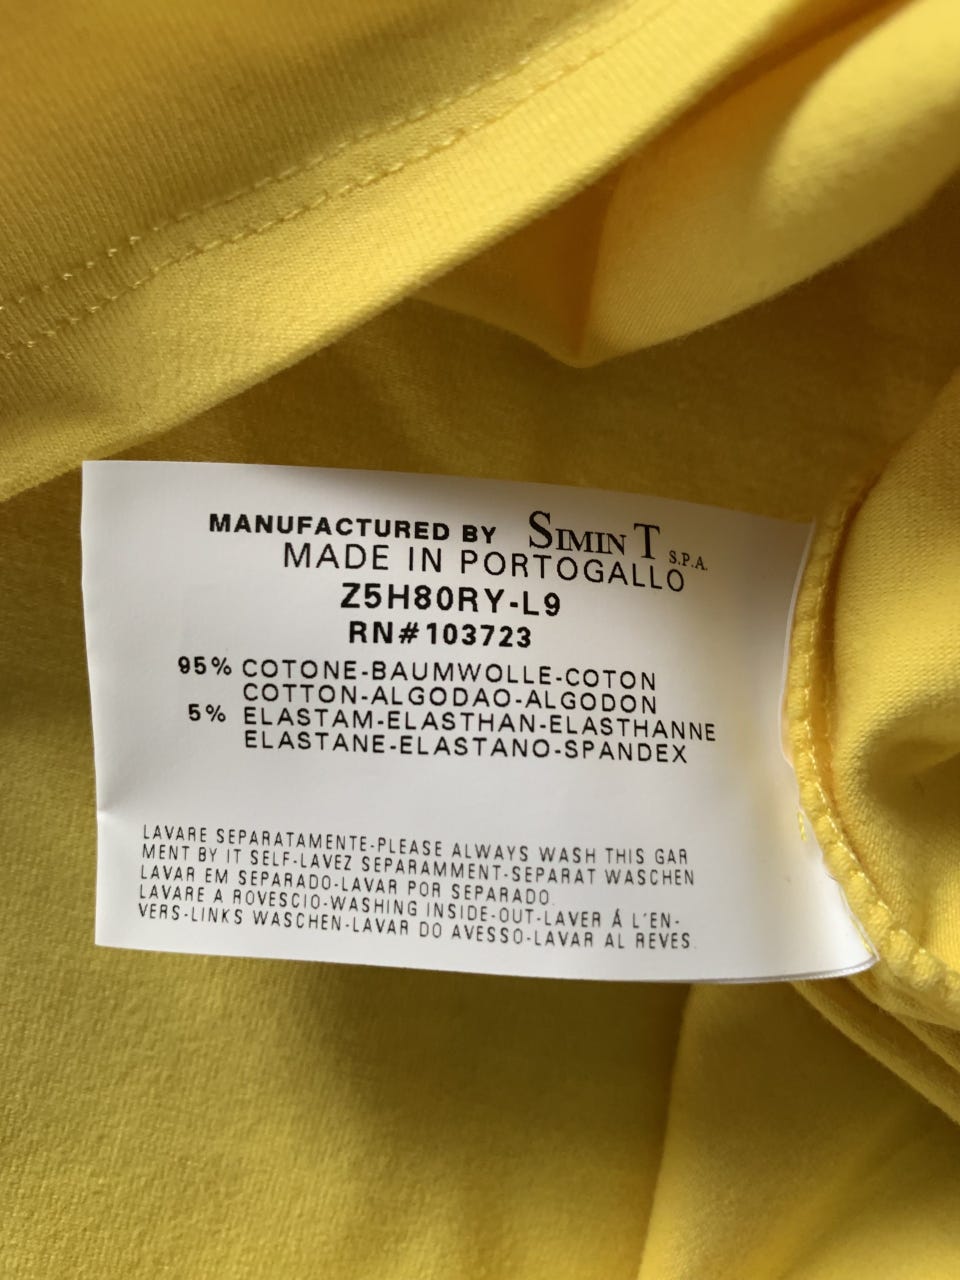 MANUFACTURED BY SIMIN T S.P.A.
MADE IN PORTOGALLO
Z5H80RY-L9
RN#103723
95% COTONE-BAUMWOLLE-COTON
COTTON-ALGODAO-ALGODON
5% ELASTAM-ELASTHAN-ELASTHANNE
ELASTANE-ELASTANO-SPANDEX
LAVARE SEPARATAMENTE-PLEASE ALWAYS WASH THIS GAR
MENT BY IT SELF-LAVEZ SEPARAMMENT-SEPARAT WASCHEN
LAVAR EM SEPARADO-LAVAR POR SEPARADO.
LAVARE A ROVESCIO-WASHING INSIDE-OUT-LAVER Á L'EN-
VERS-LINKS WASCHEN-LAVAR DO AVESSO-LAVAR AL REVES.